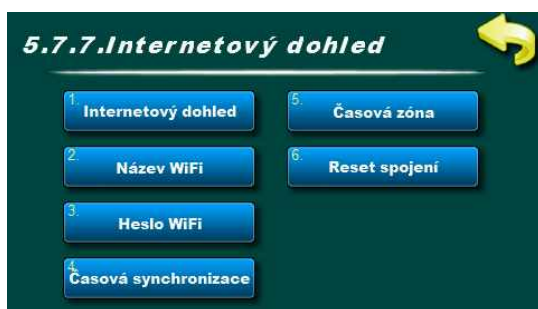 5.7.7.Internetový dohled
1.
Internetový dohled
2.
Název WiFi
3.
Heslo WiFi
4.
Časová synchronizace
5.
Časová zóna
6.
Reset spojení